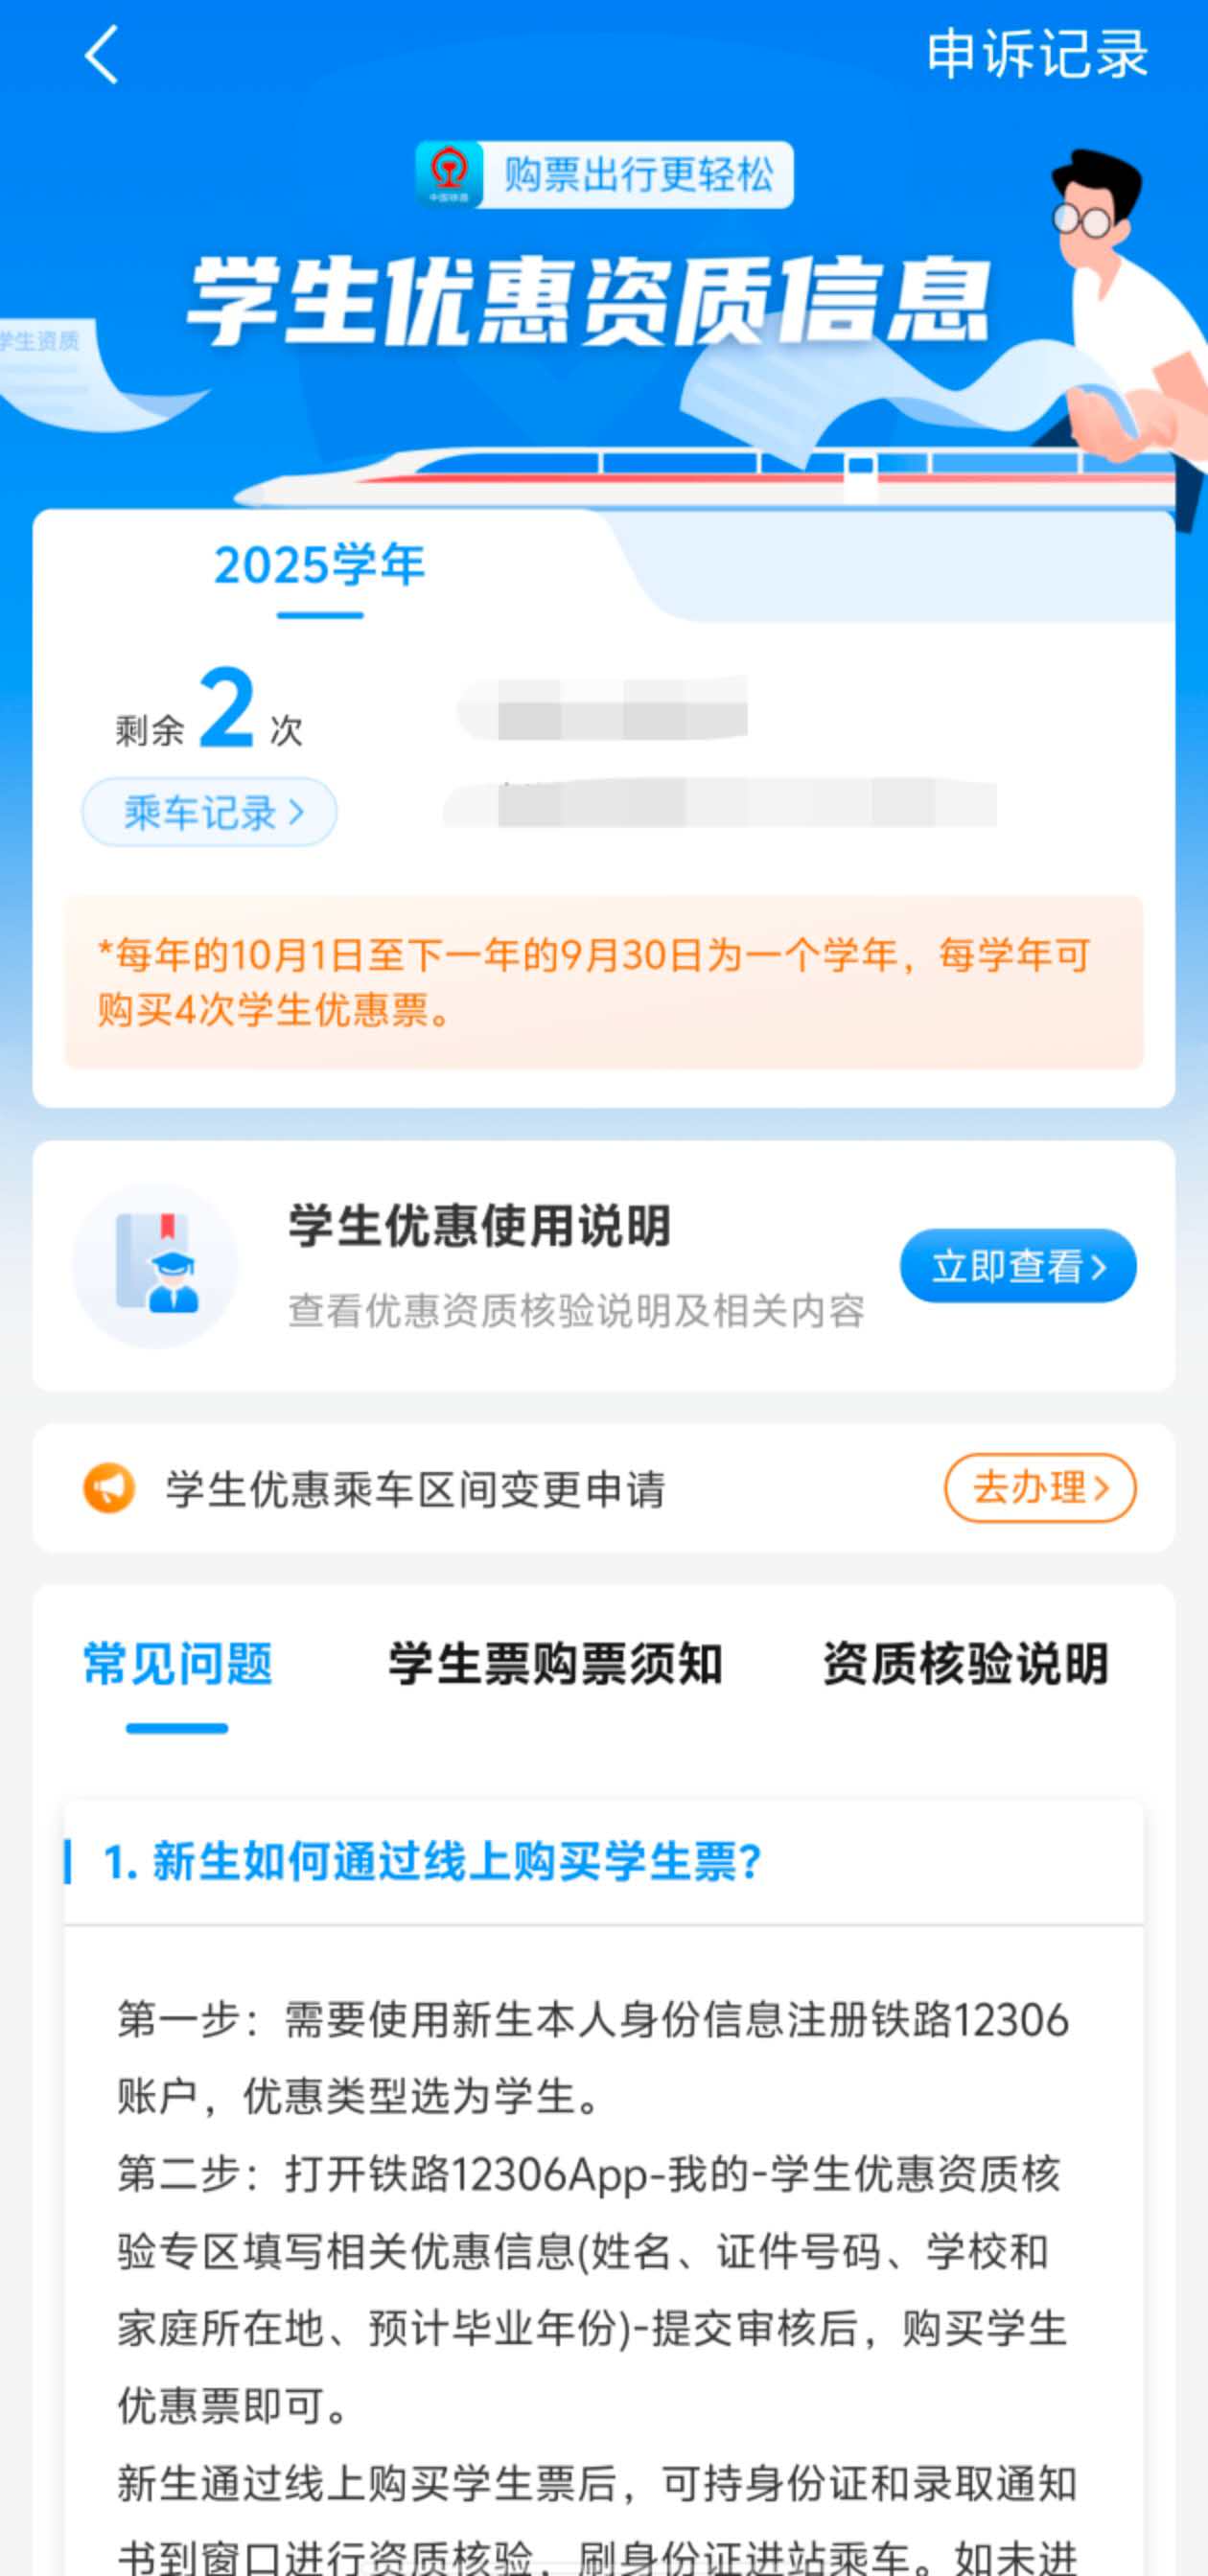 申诉记录
中国铁路
购票出行更轻松
学生优惠资质信息
学生资质
2025学年
剩余2次
乘车记录 >
*每年的10月1日至下一年的9月30日为一个学年，每学年可
购买4次学生优惠票。
学生优惠使用说明
查看优惠资质核验说明及相关内容
立即查看 >
学生优惠乘车区间变更申请
去办理 >
常见问题 学生票购票须知 资质核验说明
1. 新生如何通过线上购买学生票？
第一步：需要使用新生本人身份信息注册铁路12306
账户，优惠类型选为学生。
第二步：打开铁路12306App-我的-学生优惠资质核
验专区填写相关优惠信息(姓名、证件号码、学校和
家庭所在地、预计毕业年份)-提交审核后，购买学生
优惠票即可。
新生通过线上购买学生票后，可持身份证和录取通知
书到窗口进行资质核验，刷身份证进站乘车。如未进